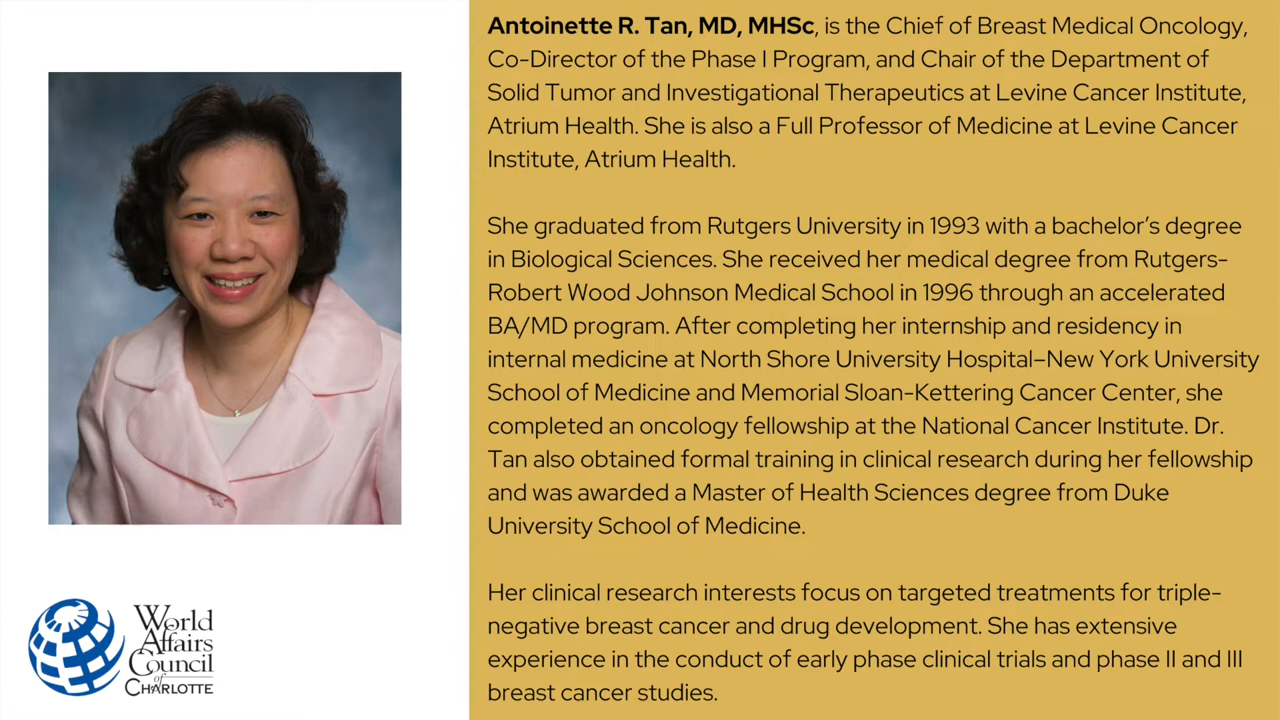 Antoinette R. Tan, MD, MHSc, is the Chief of Breast Medical Oncology,
Co-Director of the Phase I Program, and Chair of the Department of
Solid Tumor and Investigational Therapeutics at Levine Cancer Institute,
Atrium Health. She is also a Full Professor of Medicine at Levine Cancer
Institute, Atrium Health.
She graduated from Rutgers University in 1993 with a bachelor's degree
in Biological Sciences. She received her medical degree from Rutgers-
Robert Wood Johnson Medical School in 1996 through an accelerated
BA/MD program. After completing her internship and residency in
internal medicine at North Shore University Hospital–New York University
School of Medicine and Memorial Sloan-Kettering Cancer Center, she
completed an oncology fellowship at the National Cancer Institute. Dr.
Tan also obtained formal training in clinical research during her fellowship
and was awarded a Master of Health Sciences degree from Duke
University School of Medicine.
Her clinical research interests focus on targeted treatments for triple-
negative breast cancer and drug development. She has extensive
experience in the conduct of early phase clinical trials and phase II and III
breast cancer studies.
World
Affairs
Council
of
CHARLOTTE